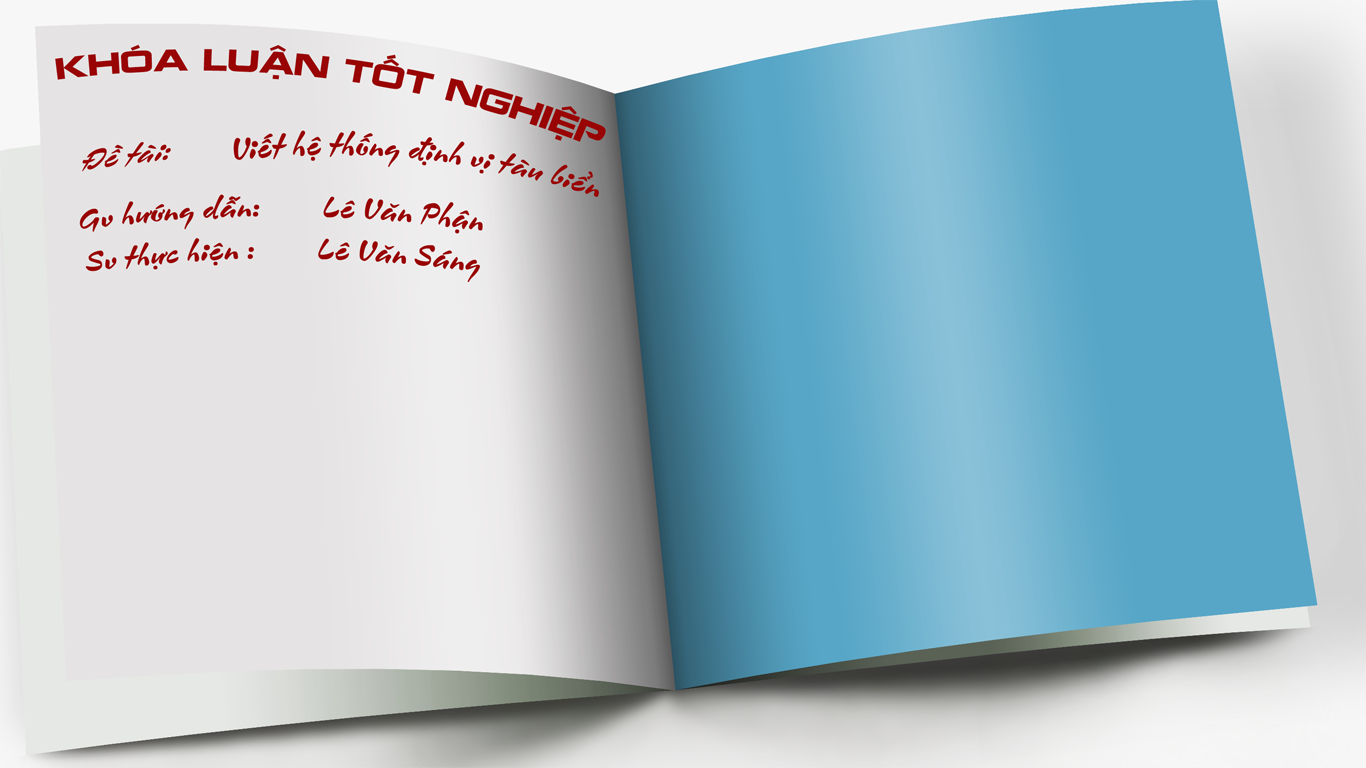 KHÓA LUẬN TỐT NGHIỆP
Đề tài: Viết hệ thống định vị tàu biển
Gv hướng dẫn: Lê Văn Phận
Sv thực hiện : Lê Văn Sáng